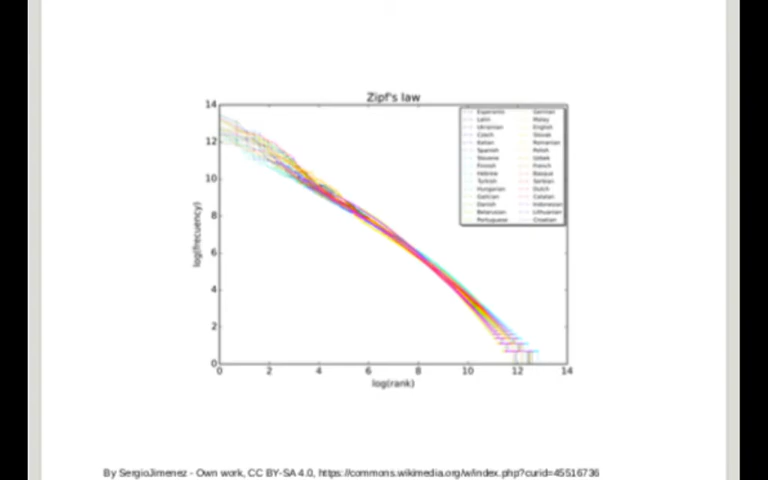 Zipf's law
14
12
10
8
6
4
2
0
log(frecuency)
0 2 4 6 8 10 12 14
log(rank)
Esperanto German
Latin Malay
Ukrainian English
Czech Slovak
Italian Romanian
Spanish Polish
Slovene Uzbek
Finnish French
Hebrew Basque
Turkish Serbian
Hungarian Dutch
Galician Catalan
Danish Indonesian
Belarusian Lithuanian
Portuguese Croatian
By SergioJimenez - Own work, CC BY-SA 4.0, https://commons.wikimedia.org/w/index.php?curid=45516736